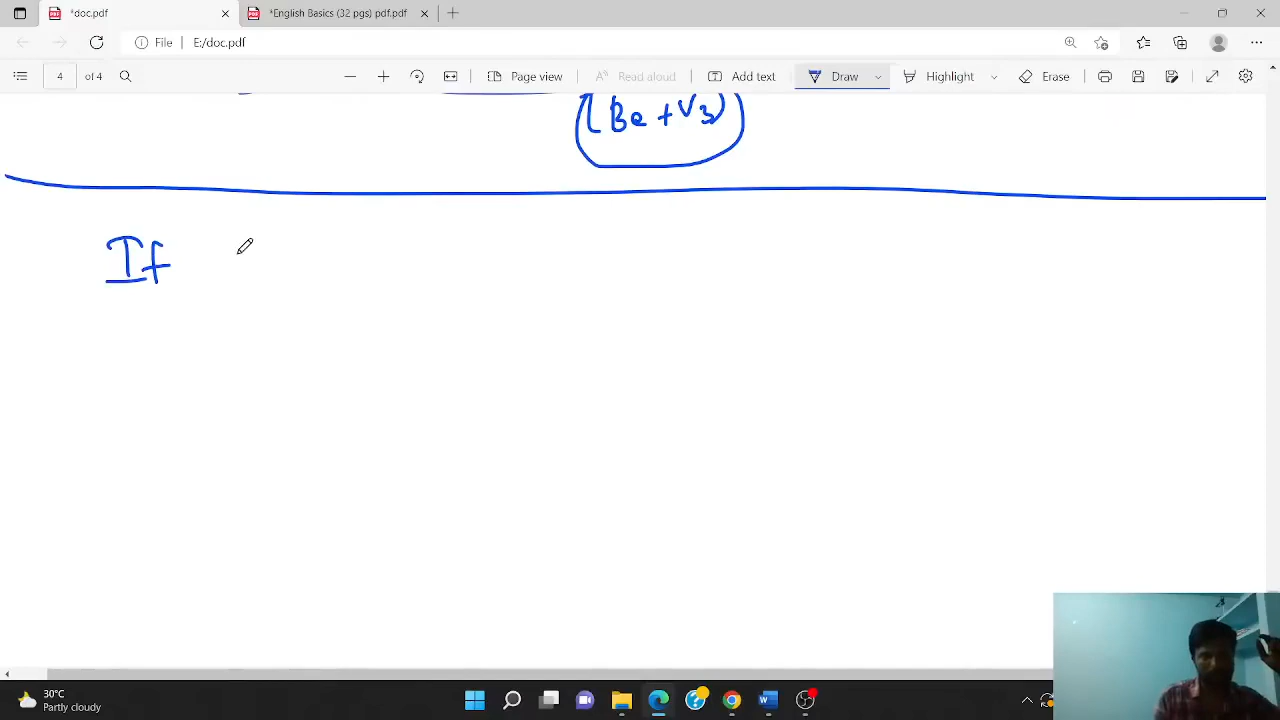 *doc.pdf
*English Basics (32 pgs) pdf.pdf
File E:/doc.pdf
4 of 4 Page view Read aloud Add text Draw Highlight Erase
(Be + V3)
If
30°C
Partly cloudy